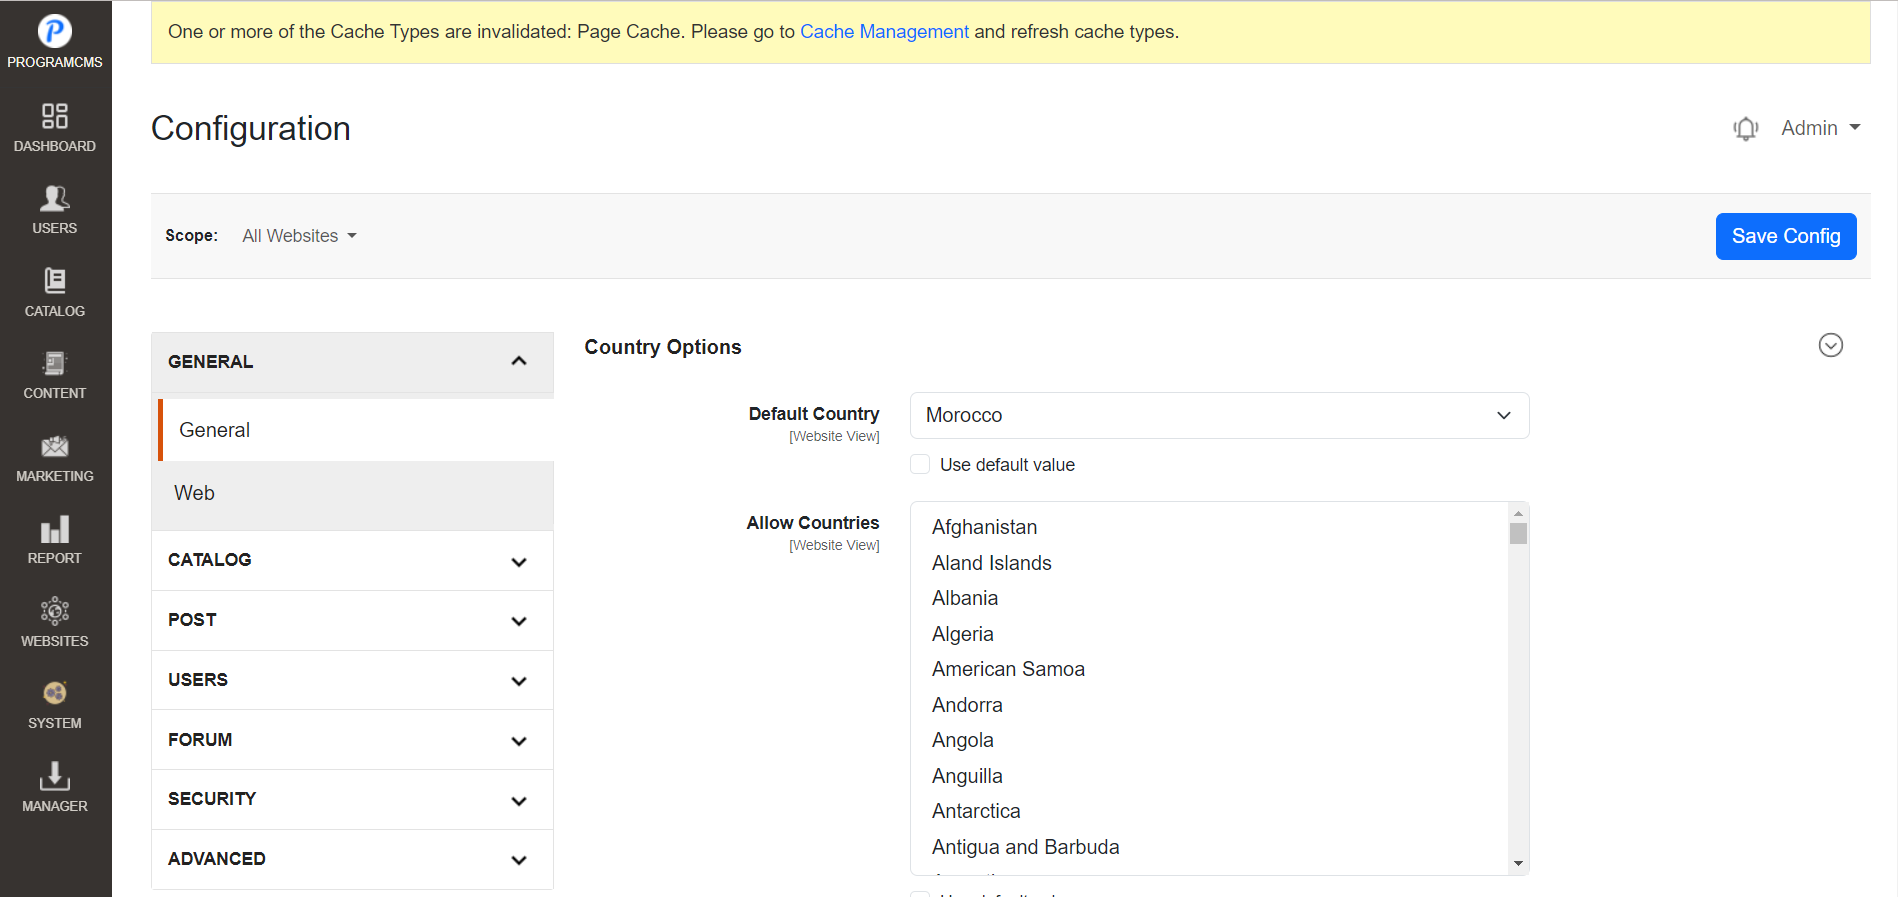 One or more of the Cache Types are invalidated: Page Cache. Please go to Cache Management and refresh cache types.
PROGRAMCMS
DASHBOARD
USERS
CATALOG
CONTENT
MARKETING
REPORT
WEBSITES
SYSTEM
MANAGER
Configuration
Admin
Scope: All Websites
Save Config
GENERAL
General
Web
CATALOG
POST
USERS
FORUM
SECURITY
ADVANCED
Country Options
Default Country
[Website View]
Morocco
Use default value
Allow Countries
[Website View]
Afghanistan
Aland Islands
Albania
Algeria
American Samoa
Andorra
Angola
Anguilla
Antarctica
Antigua and Barbuda